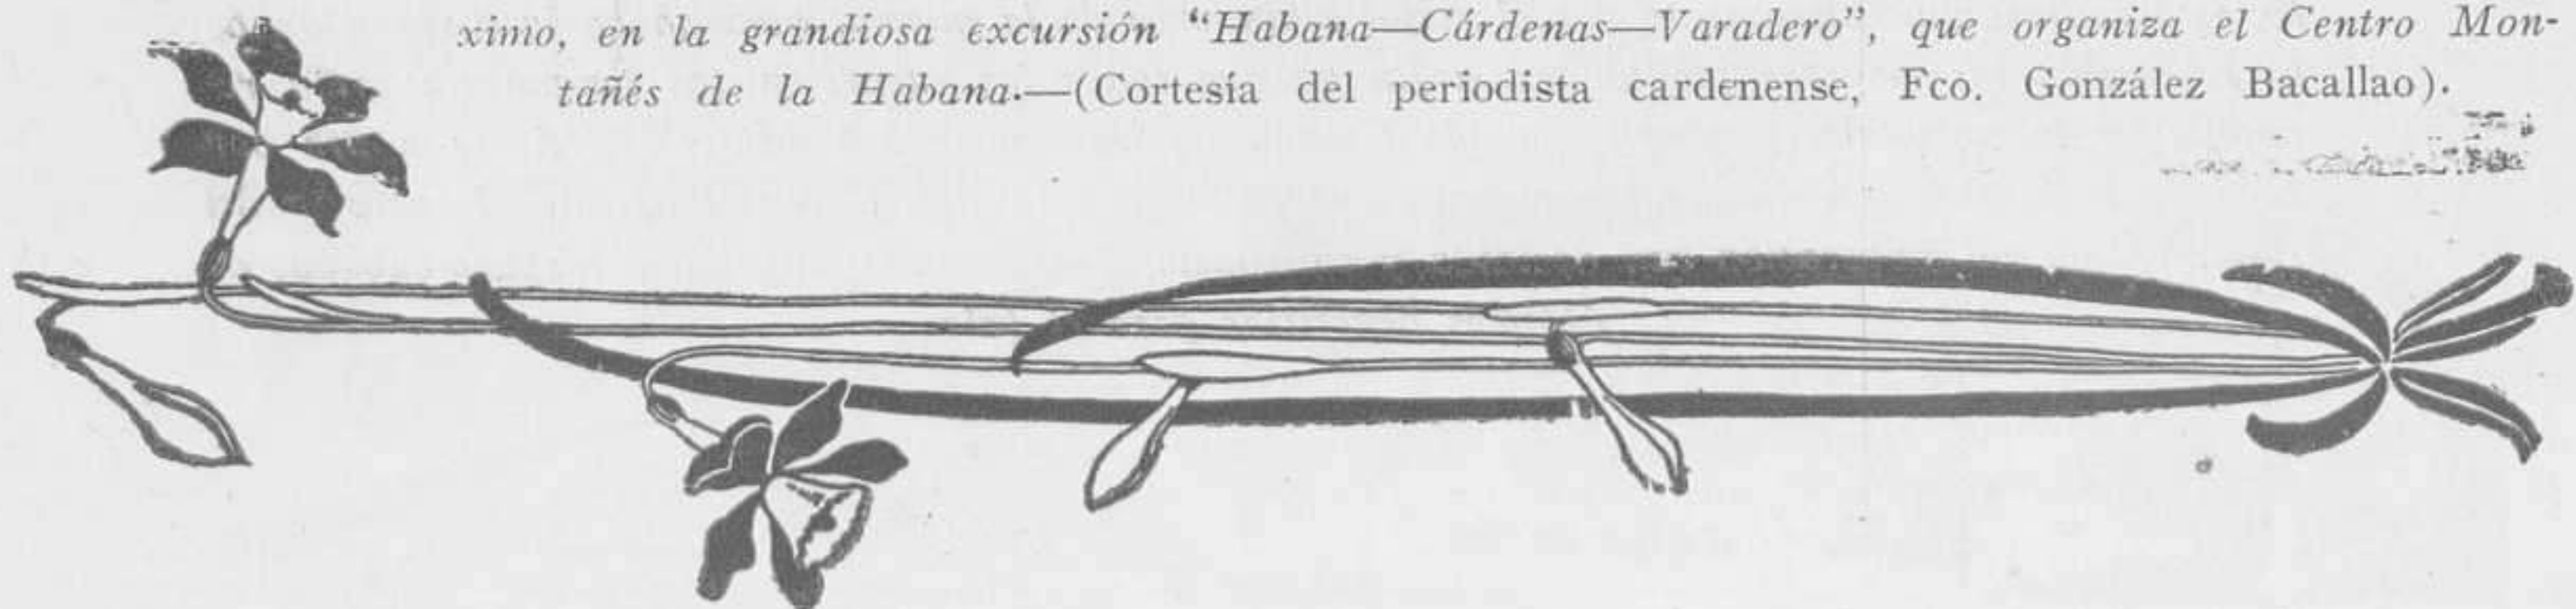 ximo, en la grandiosa excursión “Habana—Cárdenas—Varadero”, que organiza el Centro Mon-
tañés de la Habana.—(Cortesía del periodista cardenense, Fco. González Bacallao).